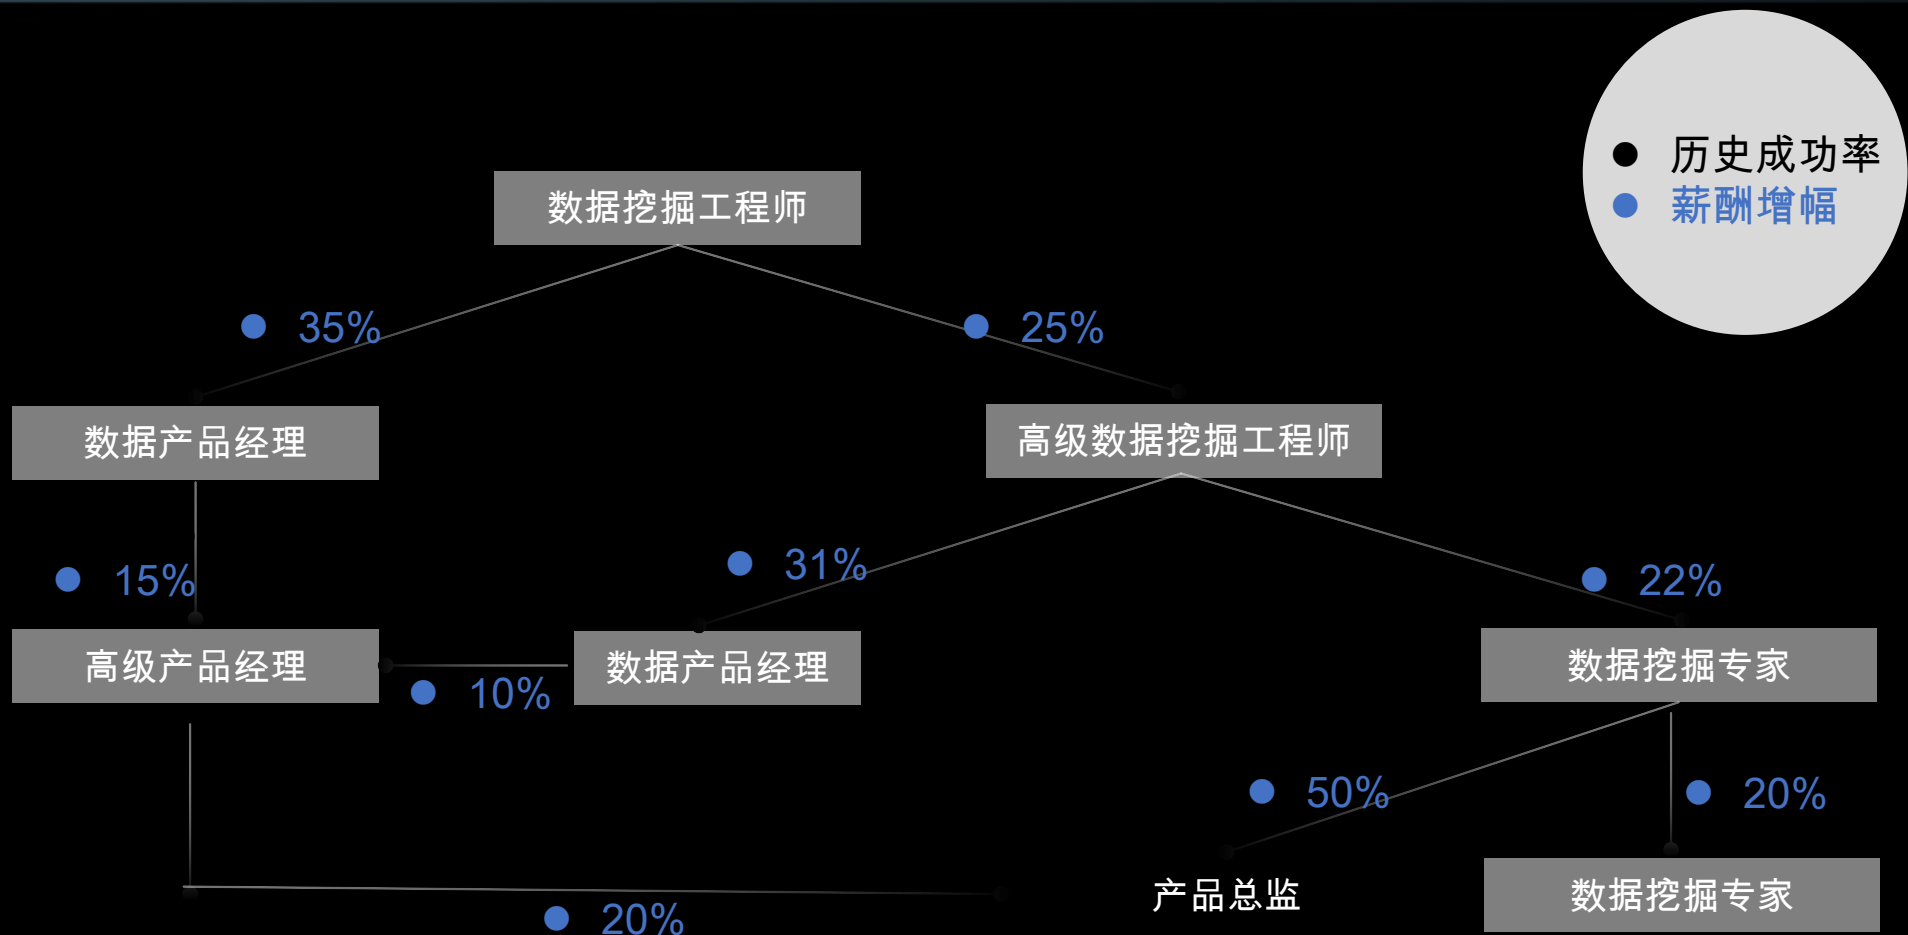 ● 历史成功率
● 薪酬增幅
数据挖掘工程师
● 35%
● 25%
数据产品经理
高级数据挖掘工程师
● 15%
● 31%
● 22%
高级产品经理
● 10%
数据产品经理
数据挖掘专家
● 50%
● 20%
产品总监
数据挖掘专家
● 20%